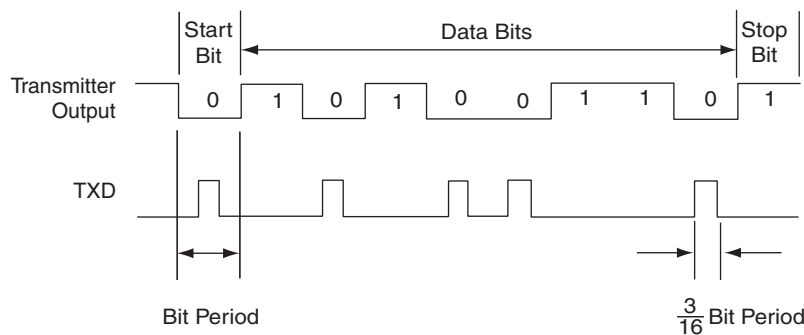 Start
Bit
Data Bits
Stop
Bit
Transmitter
Output
0 1 0 1 0 0 1 1 0 1
TXD
Bit Period
3/16 Bit Period